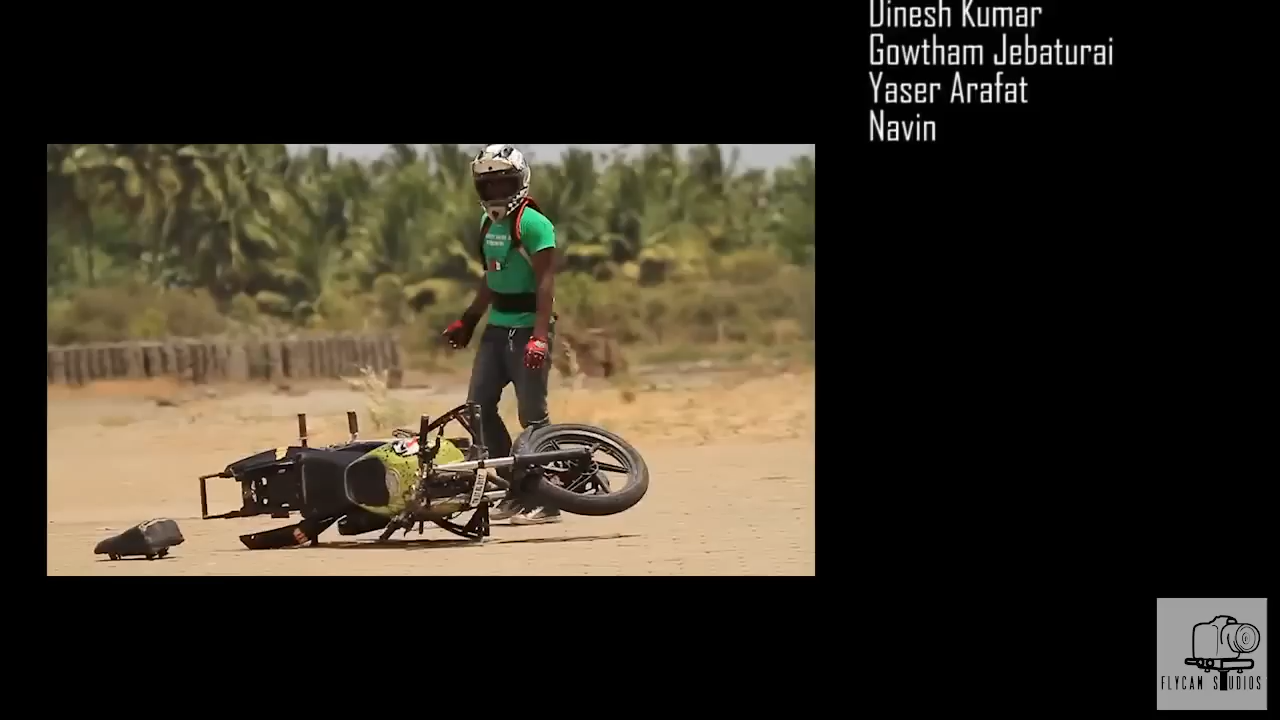 Dinesh Kumar
Gowtham Jebaturai
Yaser Arafat
Navin
FLYCAM STUDIOS